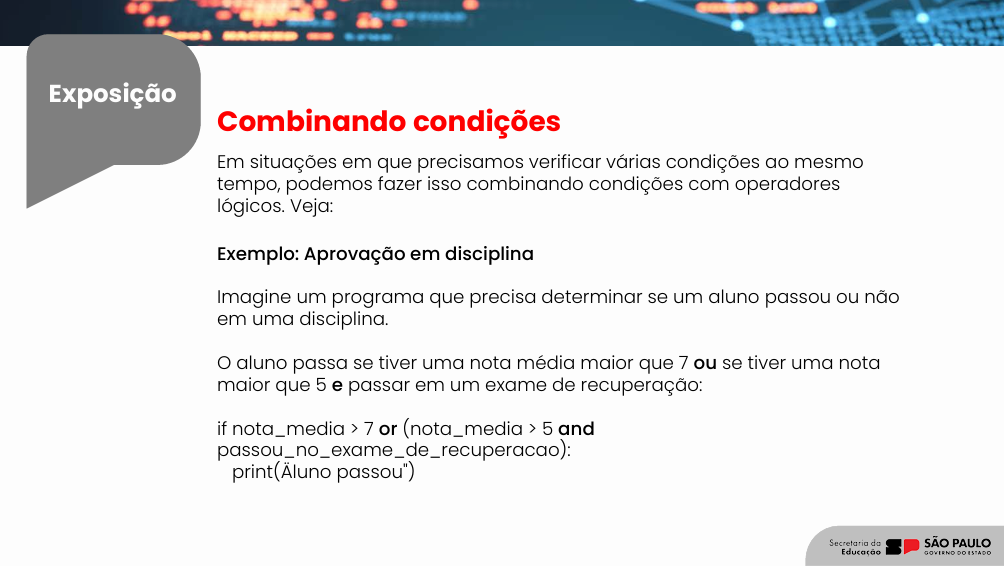 Exposição
Combinando condições
Em situações em que precisamos verificar várias condições ao mesmo
tempo, podemos fazer isso combinando condições com operadores
lógicos. Veja:
Exemplo: Aprovação em disciplina
Imagine um programa que precisa determinar se um aluno passou ou não
em uma disciplina.
O aluno passa se tiver uma nota média maior que 7 ou se tiver uma nota
maior que 5 e passar em um exame de recuperação:
if nota_media > 7 or (nota_media > 5 and
passou_no_exame_de_recuperacao):
print(Äluno passou")
Secretaria da
Educação
SP
SÃO PAULO
GOVERNO DO ESTADO